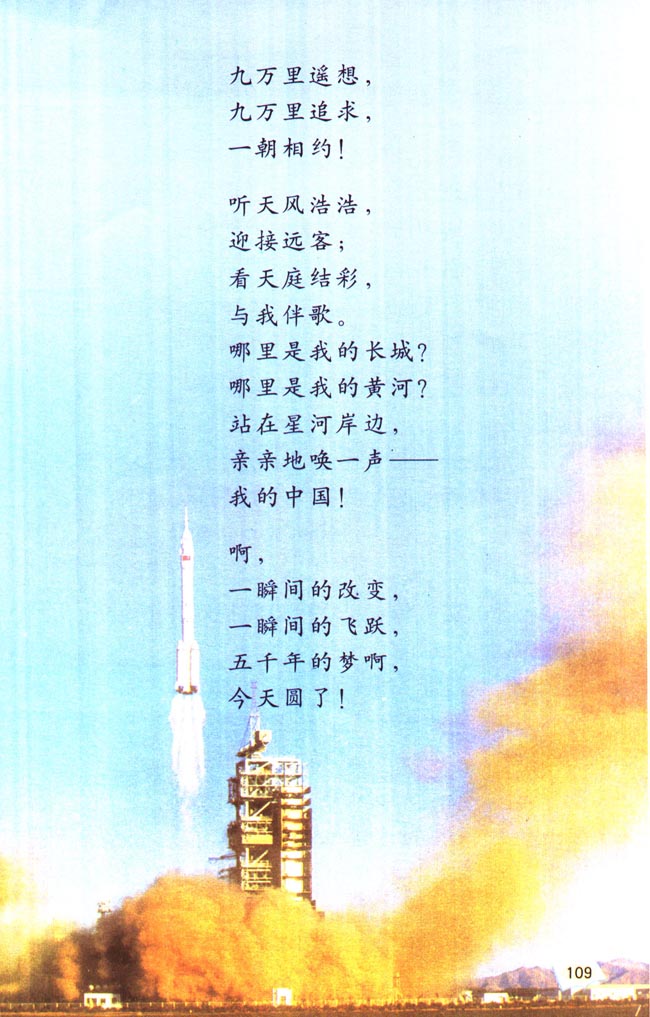 九万里遥想，
九万里追求，
一朝相约！
听天风浩浩，
迎接远客；
看天庭结彩，
与我伴歌。
哪里是我的长城？
哪里是我的黄河？
站在星河岸边，
亲亲地唤一声——
我的中国！
啊，
一瞬间的改变，
一瞬间的飞跃，
五千年的梦啊，
今天圆了！
109